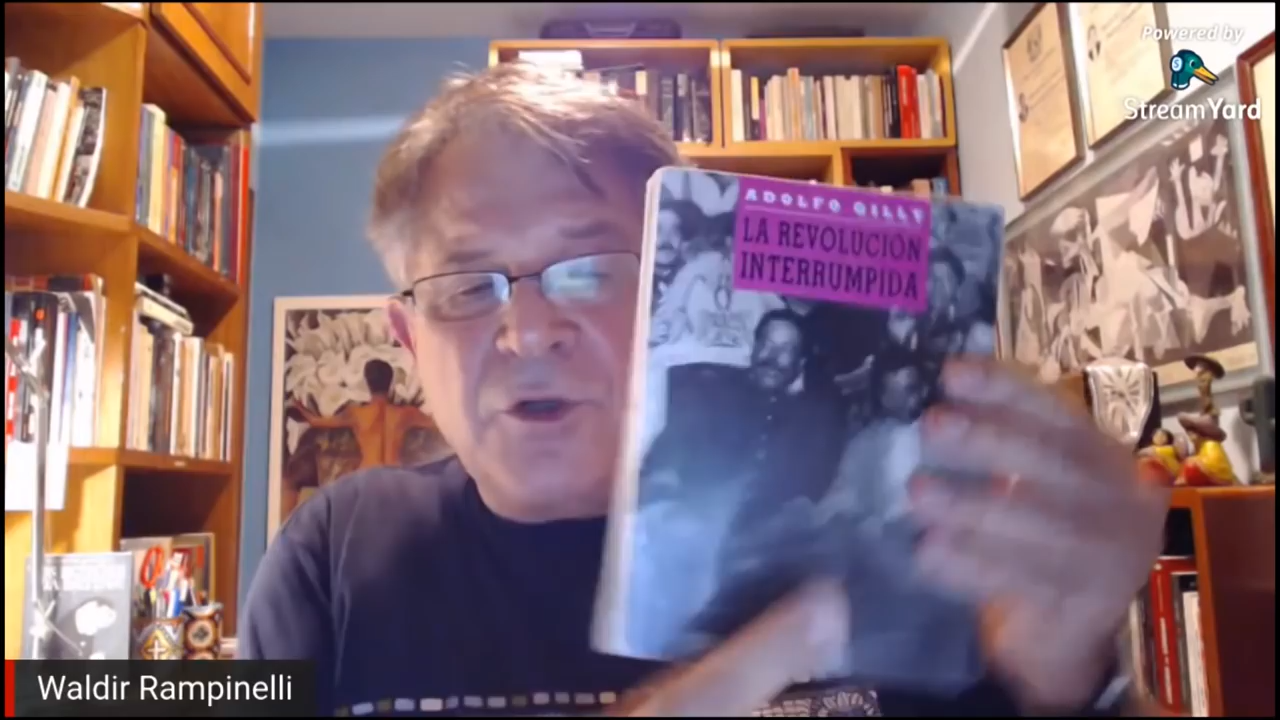 Powered by
StreamYard
ADOLFO GILLY
LA REVOLUCIÓN
INTERRUMPIDA
Waldir Rampinelli